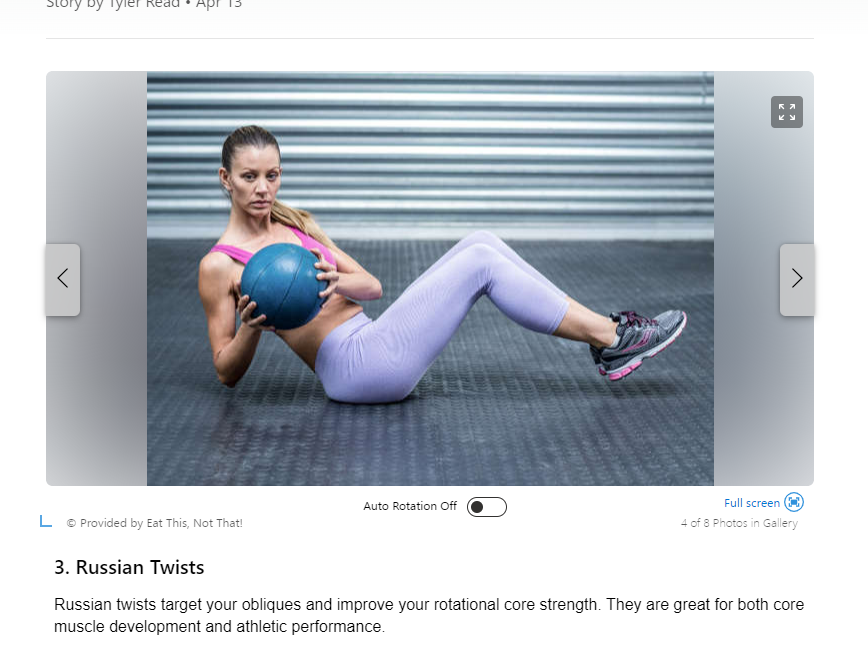 Story by Tyler Read • Apr 13
Auto Rotation Off
Full screen
© Provided by Eat This, Not That!
4 of 8 Photos in Gallery
3. Russian Twists
Russian twists target your obliques and improve your rotational core strength. They are great for both core
muscle development and athletic performance.